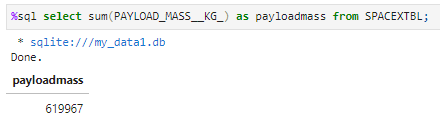 %sql select sum(PAYLOAD_MASS__KG_) as payloadmass from SPACEXTBL;
* sqlite:///my_data1.db
Done.
payloadmass
619967